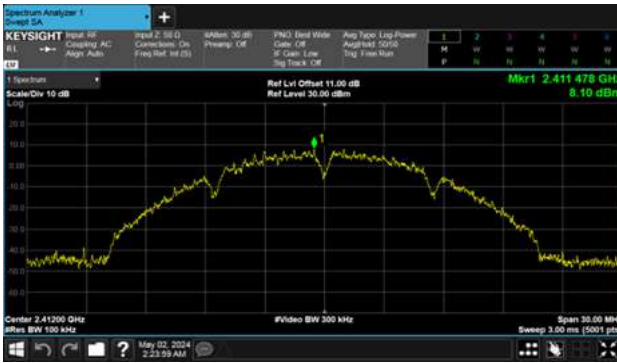 Spectrum Analyzer 1
Swept SA
+
KEYSIGHT Input: RF Input Z: 50 Ω #Atten: 30 dB PNO: Best Wide Avg Type: Log-Power 1 2 3 4 5 6
RL Coupling: AC Corrections: On Preamp: Off Gate: Off Avg|Hold: 50/50 M W W W W W
Align: Auto Freq Ref: Int (S) IF Gain: Low Trig: Free Run P N N N N N
Sig Track: Off
LW
1 Spectrum Ref Lvl Offset 11.00 dB Mkr1 2.411 478 GHz
Scale/Div 10 dB Ref Level 30.00 dBm 8.10 dBm
Log
20.0
10.0
0.00
-10.0
-20.0
-30.0
-40.0
-50.0
-60.0
1
Center 2.41200 GHz #Video BW 300 kHz Span 30.00 MHz
#Res BW 100 kHz Sweep 3.00 ms (5001 pts)
? May 02, 2024
2:23:59 AM